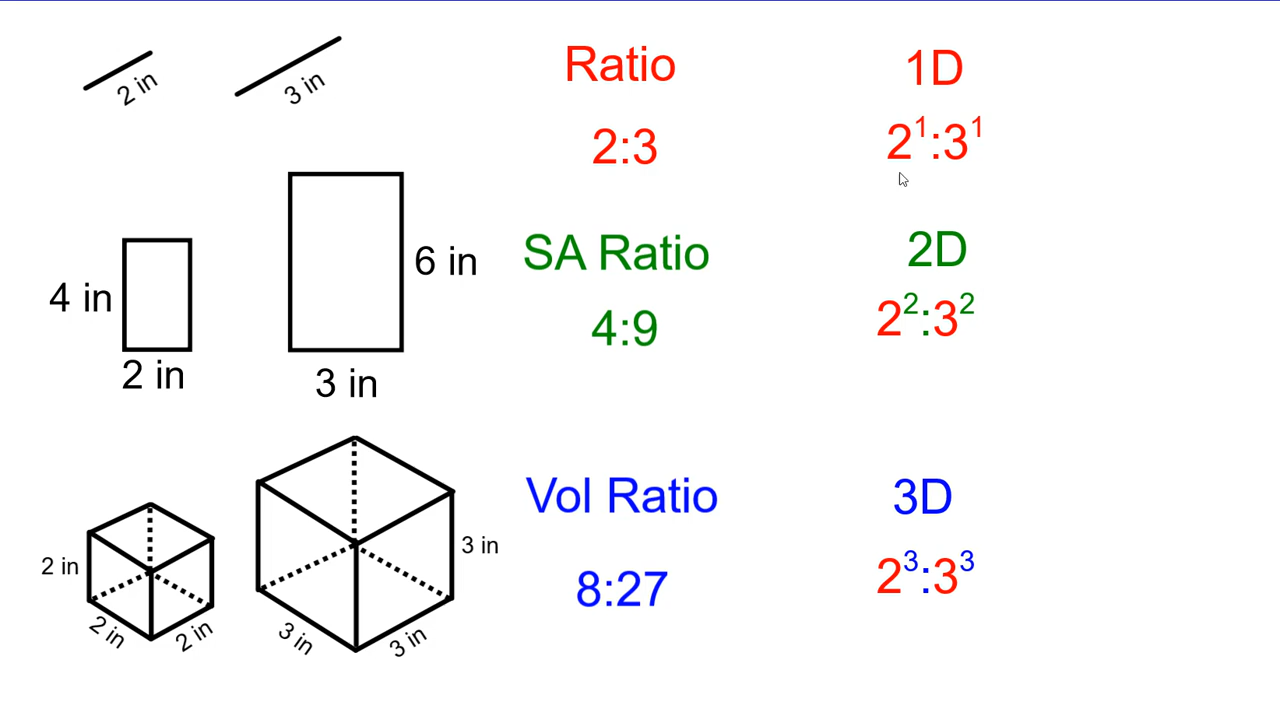 2 in
3 in
Ratio
1D
2:3
2¹:3¹
4 in
2 in
6 in
3 in
SA Ratio
2D
4:9
2²:3²
2 in
2 in
2 in
3 in
3 in
3 in
Vol Ratio
3D
8:27
2³:3³